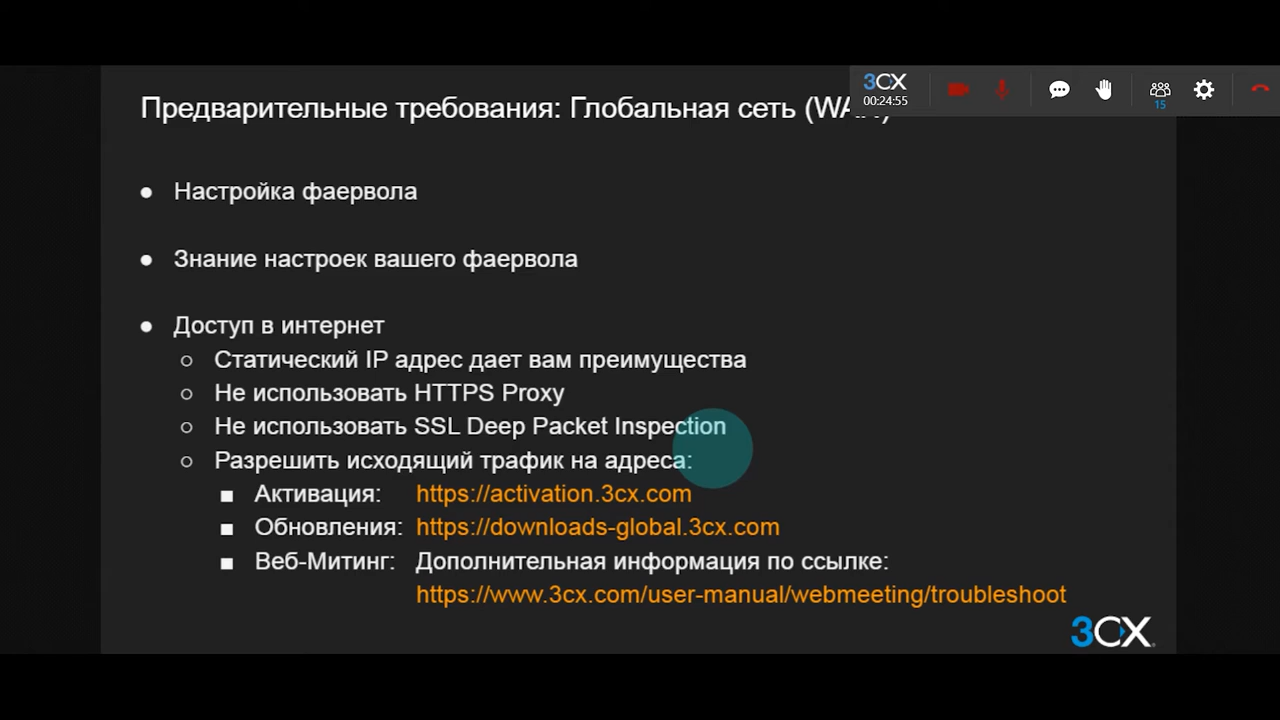 3CX
00:24:55
15
Предварительные требования: Глобальная сеть
Настройка фаервола
Знание настроек вашего фаервола
Доступ в интернет
Статический IP адрес дает вам преимущества
Не использовать HTTPS Proxy
Не использовать SSL Deep Packet Inspection
Разрешить исходящий трафик на адреса:
Активация: https://activation.3cx.com
Обновления: https://downloads-global.3cx.com
Веб-Митинг: Дополнительная информация по ссылке:
https://www.3cx.com/user-manual/webmeeting/troubleshoot
3CX